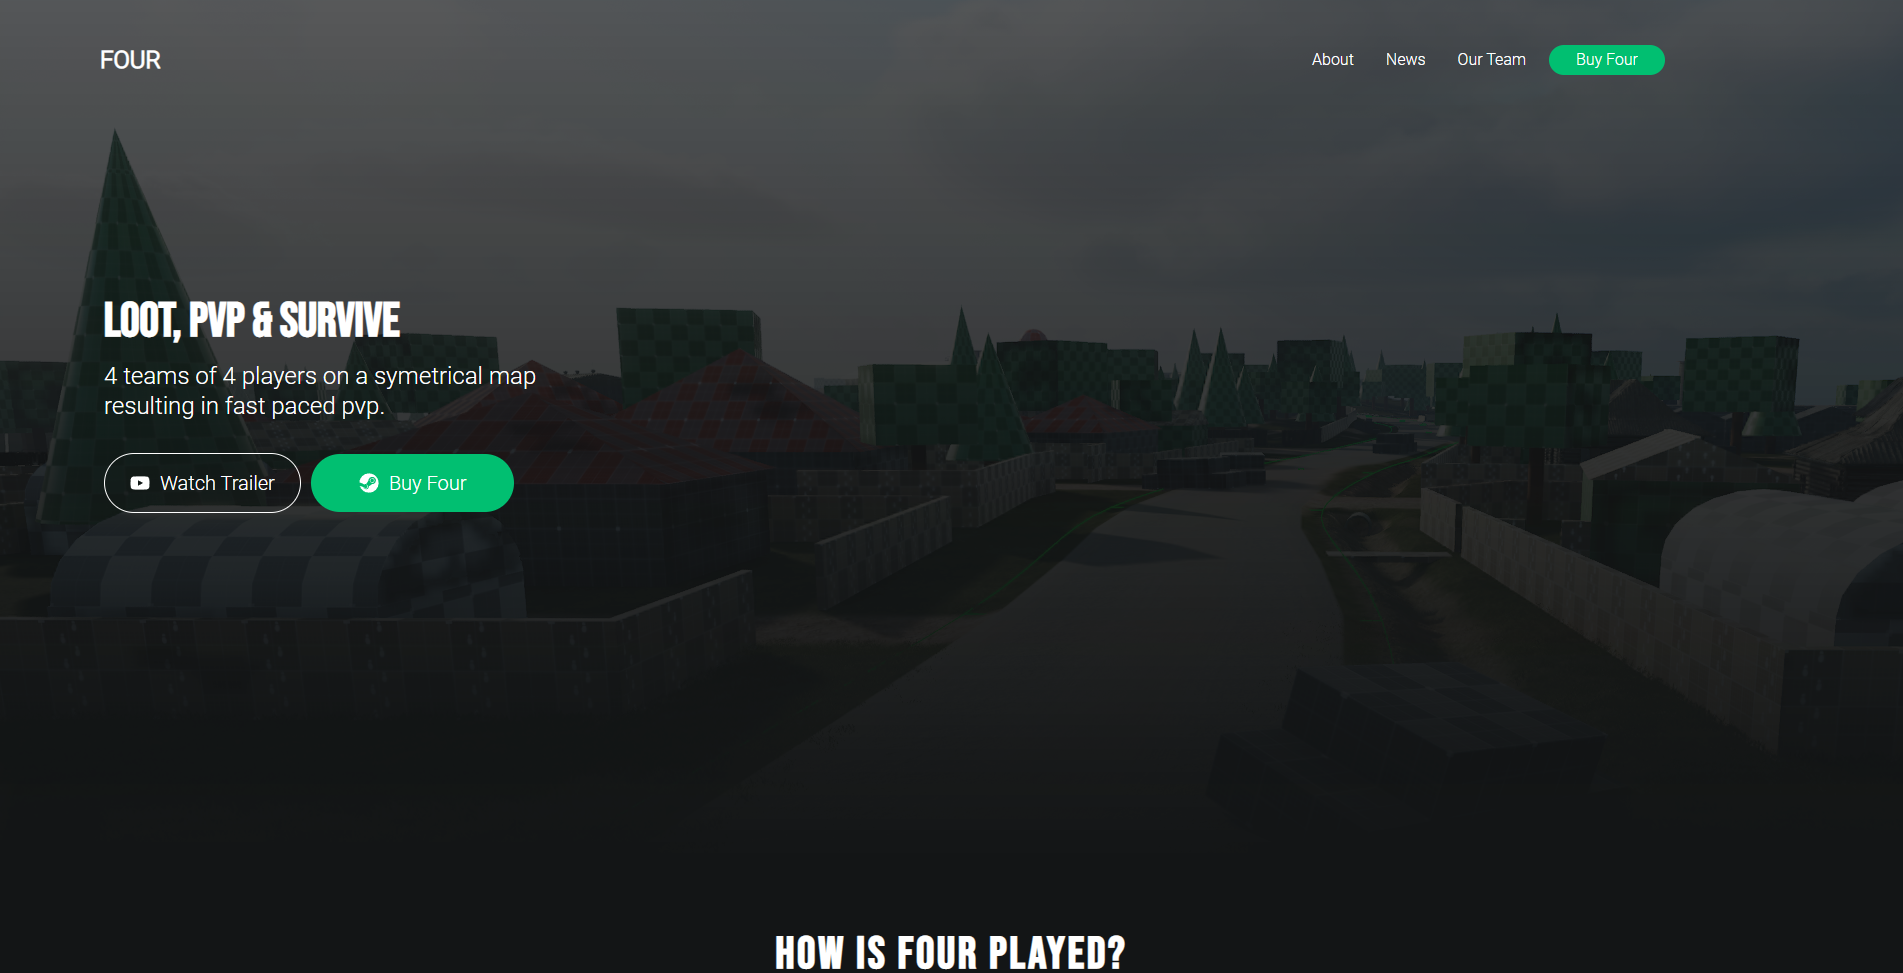 FOUR
About News Our Team Buy Four
LOOT, PVP & SURVIVE
4 teams of 4 players on a symetrical map
resulting in fast paced pvp.
Watch Trailer Buy Four
HOW IS FOUR PLAYED?